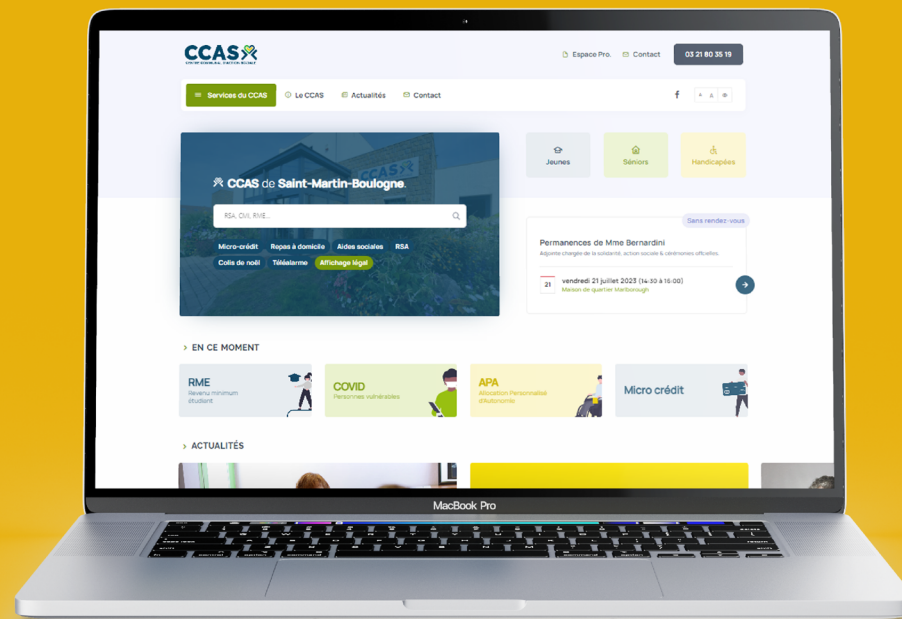 CCAS
Espace Pro.
Contact
03 21 80 35 19
Services du CCAS
Le CCAS
Actualités
Contact
CCAS
CCAS de Saint-Martin-Boulogne.
RSA, CMI, RME...
Micro-crédit
Repas à domicile
Aides sociales
RSA
Colis de noël
Téléalarme
Affichage légal
Jeunes
Séniors
Handicapées
Sans rendez-vous
Permanences de Mme Bernardini
Adjointe chargée de la solidarité, action sociale & cérémonies officielles.
21
vendredi 21 juillet 2023 (14:30 à 16:00)
Maison de quartier Marlborough
> EN CE MOMENT
RME
Revenu minimum
étudiant
COVID
Personnes vulnérables
APA
Allocation Personnalisé
d'Autonomie
Micro crédit
> ACTUALITÉS
MacBook Pro